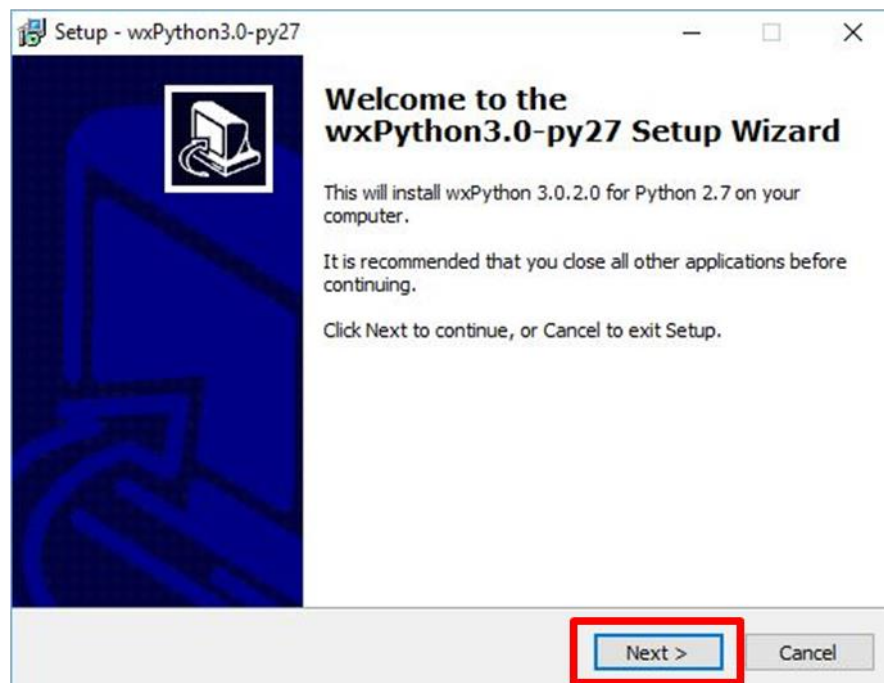 Setup - wxPython3.0-py27
Welcome to the
wxPython3.0-py27 Setup Wizard
This will install wxPython 3.0.2.0 for Python 2.7 on your
computer.
It is recommended that you close all other applications before
continuing.
Click Next to continue, or Cancel to exit Setup.
Next >
Cancel